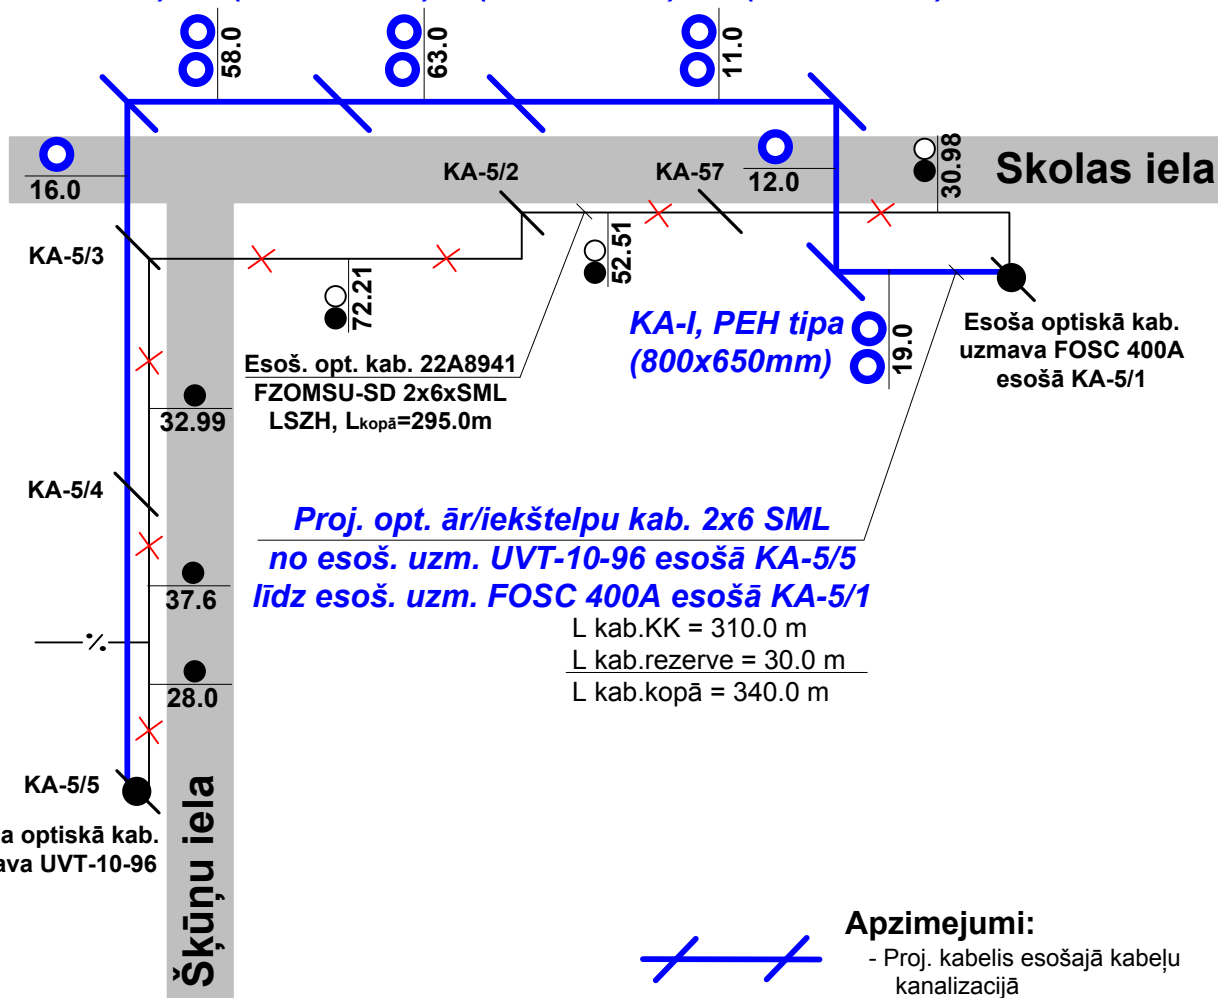 58.0
63.0
11.0
16.0
12.0
30.98
Skolas iela
KA-5/2
KA-57
KA-5/3
72.21
52.51
KA-I, PEH tipa
(800x650mm)
19.0
Esoša optiskā kab.
uzmava FOSC 400A
esošā KA-5/1
Esoš. opt. kab. 22A8941
FZOMSU-SD 2x6xSML
LSZH, Lkopā=295.0m
32.99
KA-5/4
Proj. opt. ār/iekštelpu kab. 2x6 SML
no esoš. uzm. UVT-10-96 esošā KA-5/5
līdz esoš. uzm. FOSC 400A esošā KA-5/1
37.6
L kab.KK = 310.0 m
L kab.rezerve = 30.0 m
L kab.kopā = 340.0 m
28.0
KA-5/5
optiskā kab.
UVT-10-96
Šķūņu iela
Apzimejumi:
- Proj. kabelis esošajā kabeļu
kanalizacijā